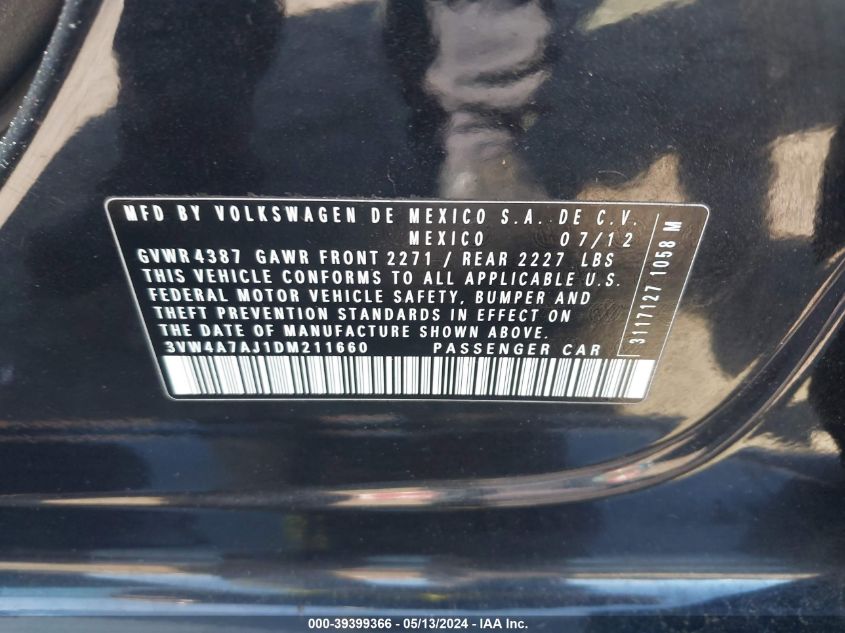 MFD BY VOLKSWAGEN DE MEXICO S.A. DE C.V.
MEXICO 07/12
GVWR 4387 GAWR FRONT 2271 / REAR 2227 LBS
THIS VEHICLE CONFORMS TO ALL APPLICABLE U.S.
FEDERAL MOTOR VEHICLE SAFETY, BUMPER AND
THEFT PREVENTION STANDARDS IN EFFECT ON
THE DATE OF MANUFACTURE SHOWN ABOVE.
3VW4A7AJ1DM211660 PASSENGER CAR
3117127 1058 M
000-39399366 - 05/13/2024 - IAA Inc.